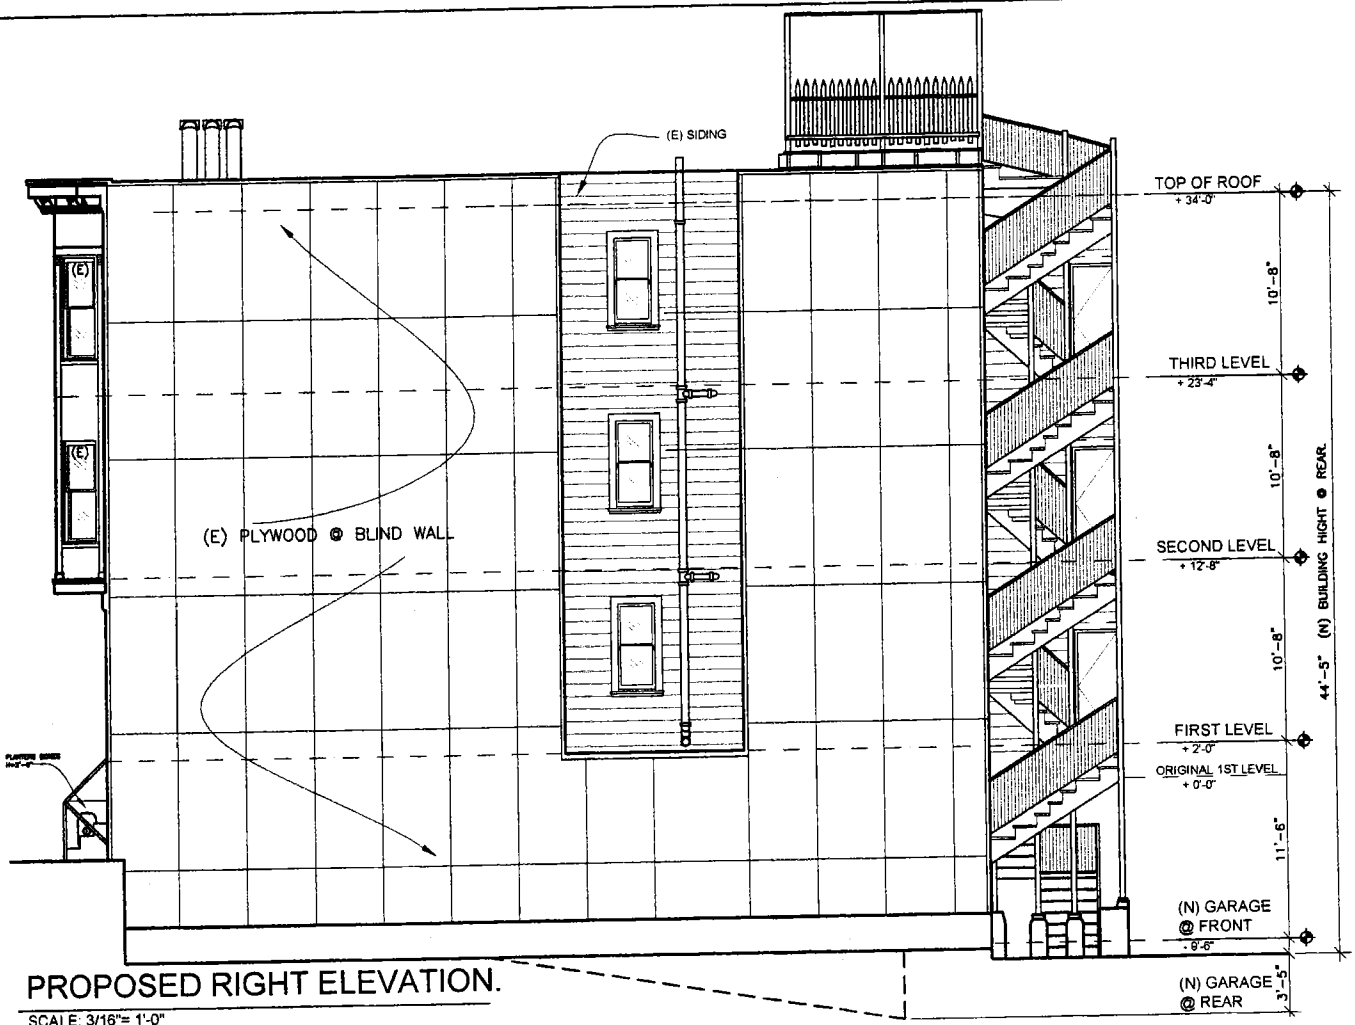 (E) SIDING
TOP OF ROOF
+ 34'-0"
(E)
10'-8"
THIRD LEVEL
+ 23'-4"
(E)
10'-8"
(E) PLYWOOD @ BLIND WALL
SECOND LEVEL
+ 12'-8"
44'-5" (N) BUILDING HIGHT @ REAR.
10'-8"
FIRST LEVEL
+ 2'-0"
ORIGINAL 1ST LEVEL
+ 0'-0"
11'-6"
(N) GARAGE
@ FRONT
- 9'-6"
(N) GARAGE
@ REAR
3'-5"
PROPOSED RIGHT ELEVATION.
SCALE: 3/16"= 1'-0"